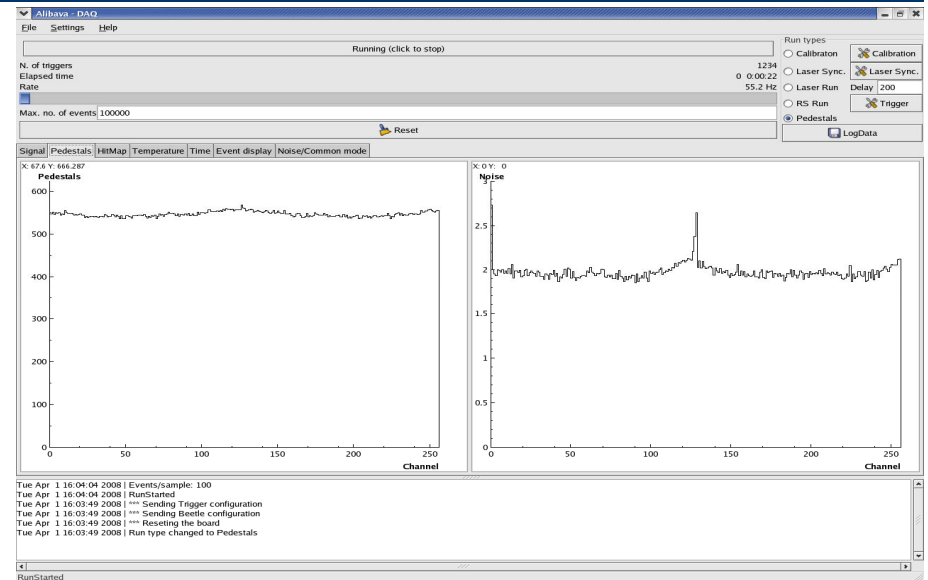 Alibava - DAQ
File Settings Help
Running (click to stop)
N. of triggers 1234
Elapsed time 0 0:00:22
Rate 55.2 Hz
Max. no. of events 100000
Reset
Run types
Calibraton Calibration
Laser Sync. Laser Sync.
Laser Run Delay 200
RS Run Trigger
Pedestals
LogData
Signal Pedestals HitMap Temperature Time Event display Noise/Common mode
X: 67.6 Y: 666.287
Pedestals
600
500
400
300
200
100
0
0 50 100 150 200 250
Channel
X: 0 Y: 0
Noise
3
2.5
2
1.5
1
0.5
0
0 50 100 150 200 250
Channel
Tue Apr 1 16:04:04 2008 | Events/sample: 100
Tue Apr 1 16:04:04 2008 | RunStarted
Tue Apr 1 16:03:49 2008 | *** Sending Trigger configuration
Tue Apr 1 16:03:49 2008 | *** Sending Beetle configuration
Tue Apr 1 16:03:49 2008 | *** Reseting the board
Tue Apr 1 16:03:49 2008 | Run type changed to Pedestals
RunStarted